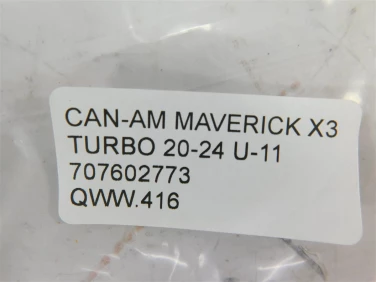 CAN-AM MAVERICK X3
TURBO 20-24 U-11
707602773
QWW.416